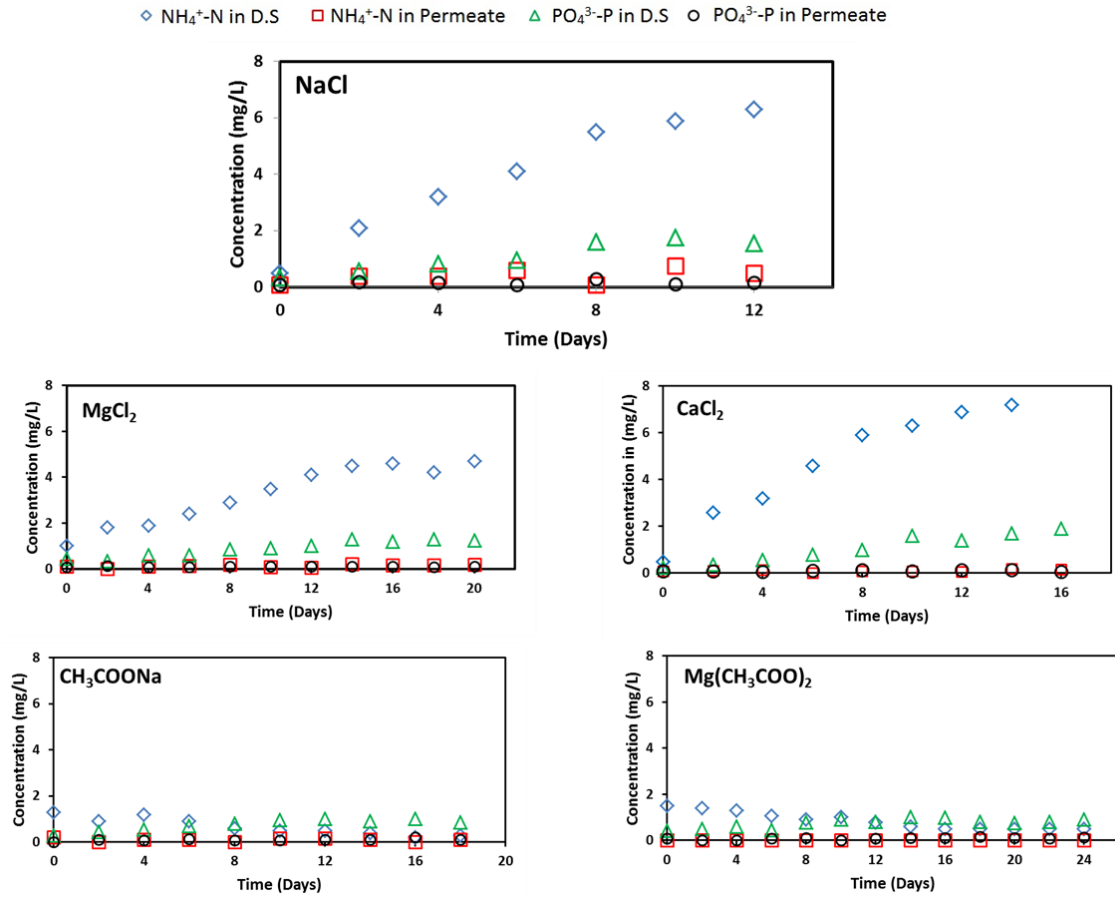 NH₄⁺-N in D.S NH₄⁺-N in Permeate PO₄³⁻-P in D.S PO₄³⁻-P in Permeate
NaCl
Concentration (mg/L)
8
6
4
2
0
0 4 8 12
Time (Days)
MgCl₂
Concentration (mg/L)
8
6
4
2
0
0 4 8 12 16 20
Time (Days)
CaCl₂
Concentration in (mg/L)
8
6
4
2
0
0 4 8 12 16
Time (Days)
CH₃COONa
Concentration (mg/L)
8
6
4
2
0
0 4 8 12 16 20
Time (Days)
Mg(CH₃COO)₂
Concentration (mg/L)
8
6
4
2
0
0 4 8 12 16 20 24
Time (Days)